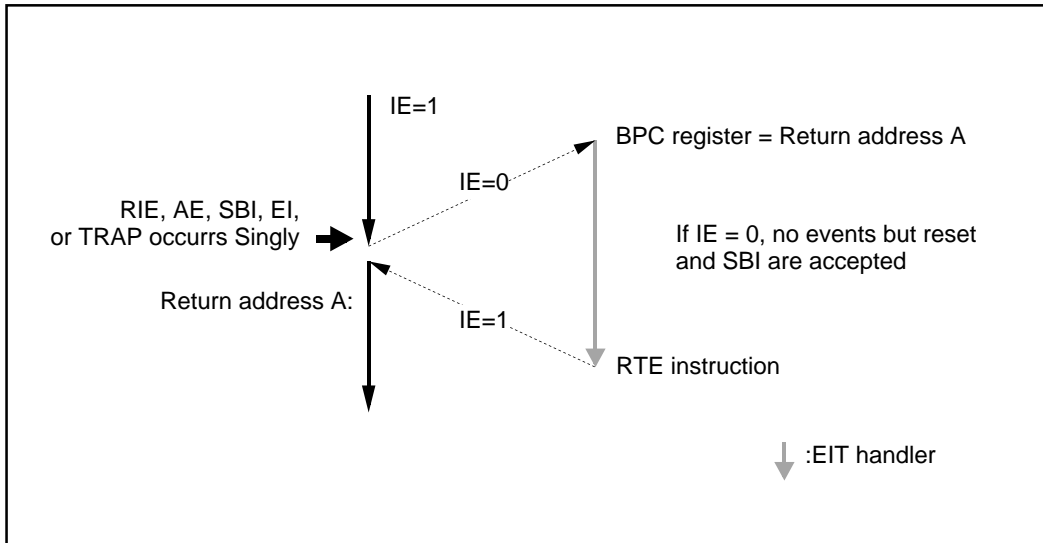 IE=1
BPC register = Return address A
IE=0
RIE, AE, SBI, EI,
or TRAP occurrs Singly
If IE = 0, no events but reset
and SBI are accepted
Return address A:
IE=1
RTE instruction
:EIT handler